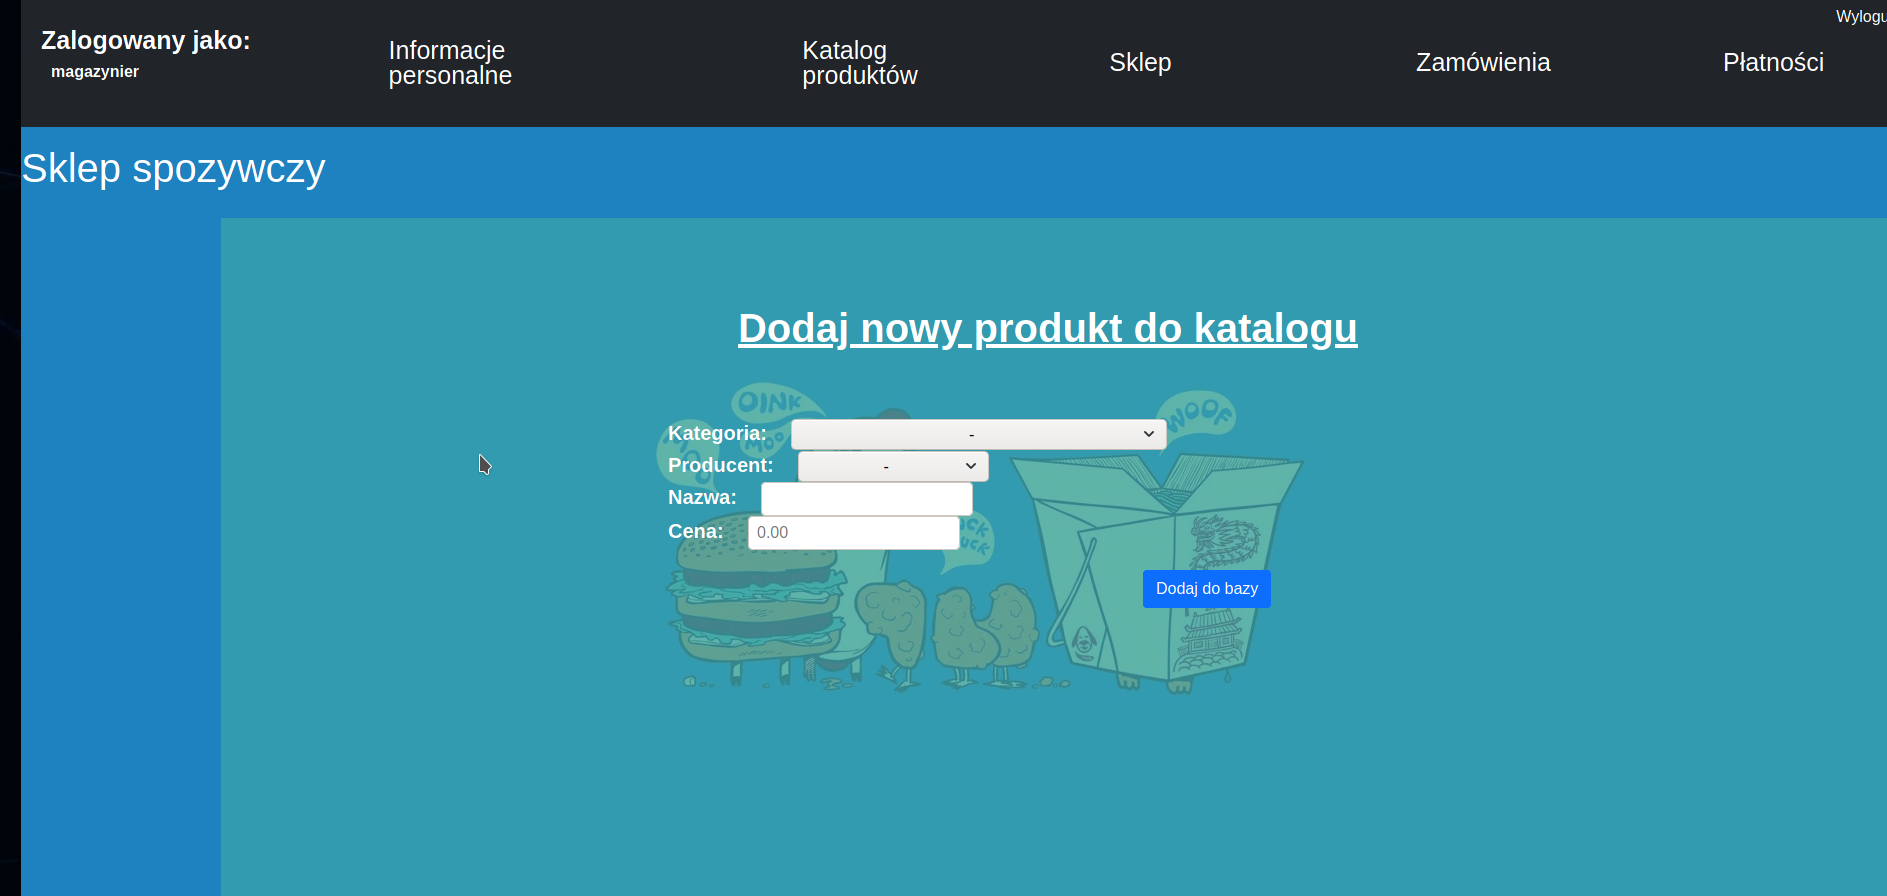 Wylogu
Zalogowany jako:
magazynier
Informacje
personalne
Katalog
produktów
Sklep
Zamówienia
Płatności
Sklep spozywczy
Dodaj nowy produkt do katalogu
OINK
MOO
WOOF
Kategoria: -
Producent: -
Nazwa:
Cena: 0.00
Dodaj do bazy